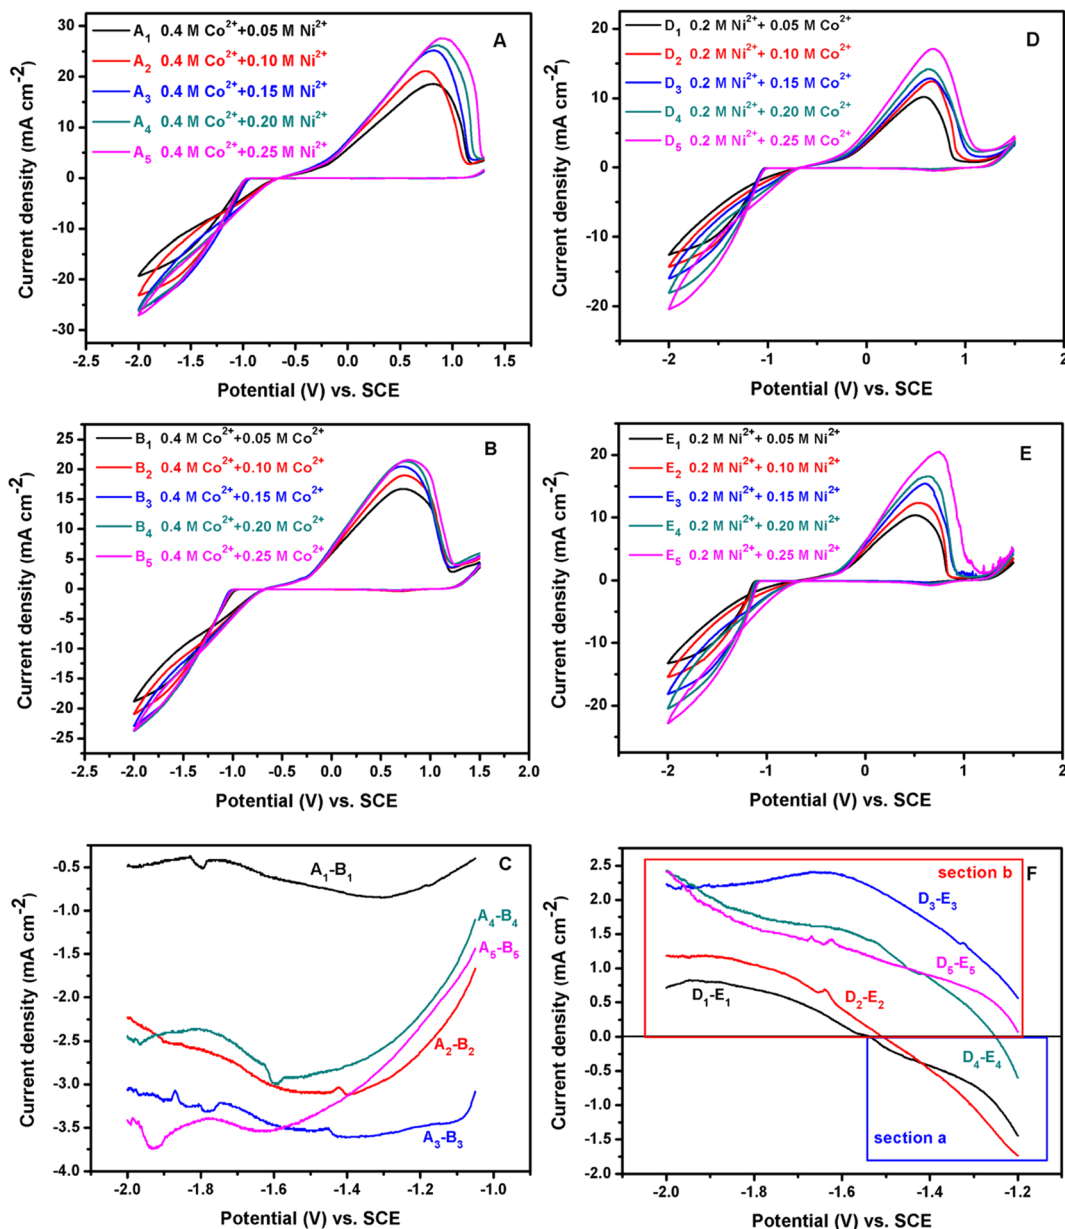 A
A1 0.4 M Co2++0.05 M Ni2+
A2 0.4 M Co2++0.10 M Ni2+
A3 0.4 M Co2++0.15 M Ni2+
A4 0.4 M Co2++0.20 M Ni2+
A5 0.4 M Co2++0.25 M Ni2+
Current density (mA cm-2)
30
25
20
15
10
5
0
-5
-10
-15
-20
-25
-30
-2.5 -2.0 -1.5 -1.0 -0.5 0.0 0.5 1.0 1.5
Potential (V) vs. SCE
D
D1 0.2 M Ni2++ 0.05 M Co2+
D2 0.2 M Ni2++ 0.10 M Co2+
D3 0.2 M Ni2++ 0.15 M Co2+
D4 0.2 M Ni2++ 0.20 M Co2+
D5 0.2 M Ni2++ 0.25 M Co2+
Current density (mA cm-2)
20
15
10
5
0
-5
-10
-15
-20
-2 -1 0 1 2
Potential (V) vs. SCE
B
B1 0.4 M Co2++0.05 M Co2+
B2 0.4 M Co2++0.10 M Co2+
B3 0.4 M Co2++0.15 M Co2+
B4 0.4 M Co2++0.20 M Co2+
B5 0.4 M Co2++0.25 M Co2+
Current density (mA cm-2)
25
20
15
10
5
0
-5
-10
-15
-20
-25
-2.5 -2.0 -1.5 -1.0 -0.5 0.0 0.5 1.0 1.5 2.0
Potential (V) vs. SCE
E
E1 0.2 M Ni2++ 0.05 M Ni2+
E2 0.2 M Ni2++ 0.10 M Ni2+
E3 0.2 M Ni2++ 0.15 M Ni2+
E4 0.2 M Ni2++ 0.20 M Ni2+
E5 0.2 M Ni2++ 0.25 M Ni2+
Current density (mA cm-2)
25
20
15
10
5
0
-5
-10
-15
-20
-2 -1 0 1 2
Potential (V) vs. SCE
C
A1-B1
A4-B4
A5-B5
A2-B2
A3-B3
Current density (mA cm-2)
-0.5
-1.0
-1.5
-2.0
-2.5
-3.0
-3.5
-4.0
-2.0 -1.8 -1.6 -1.4 -1.2 -1.0
Potential (V) vs. SCE
section b
F
D3-E3
D5-E5
D1-E1
D2-E2
D4-E4
section a
Current density (mA cm-2)
2.5
2.0
1.5
1.0
0.5
0.0
-0.5
-1.0
-1.5
-2.0
-2.0 -1.8 -1.6 -1.4 -1.2
Potential (V) vs. SCE